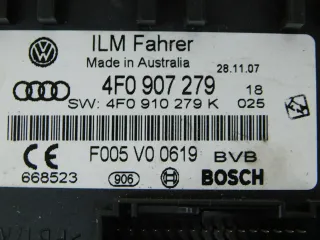 ILM Fahrer
Made in Australia 28.11.07
4F0 907 279 18
SW: 4F0 910 279 K 025
CE F005 V0 0619 BVB
668523 906 BOSCH